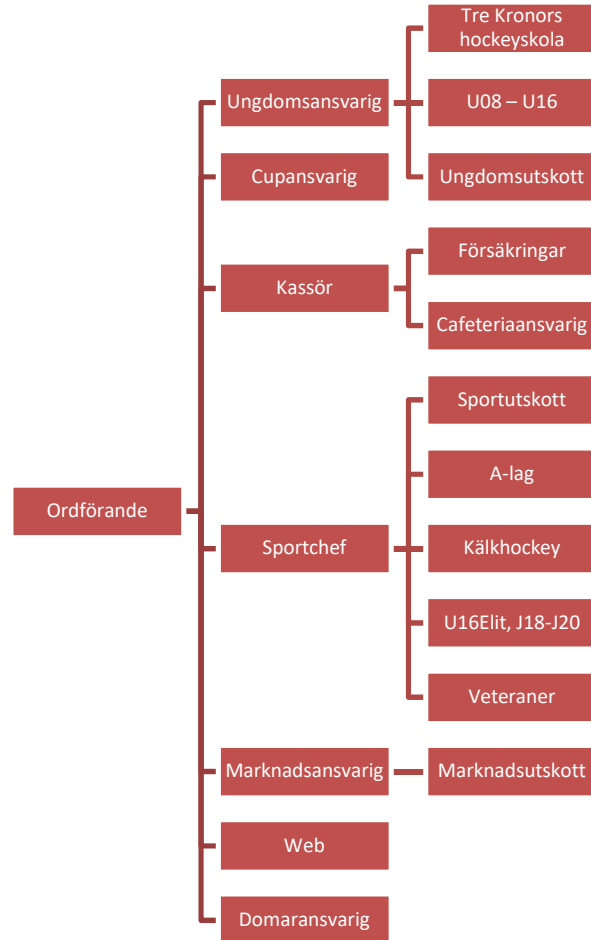 Ordförande
Ungdomsansvarig
Tre Kronors
hockeyskola
U08 – U16
Ungdomsutskott
Cupansvarig
Kassör
Försäkringar
Cafeteriaansvarig
Sportchef
Sportutskott
A-lag
Kälkhockey
U16Elit, J18-J20
Veteraner
Marknadsansvarig
Marknadsutskott
Web
Domaransvarig